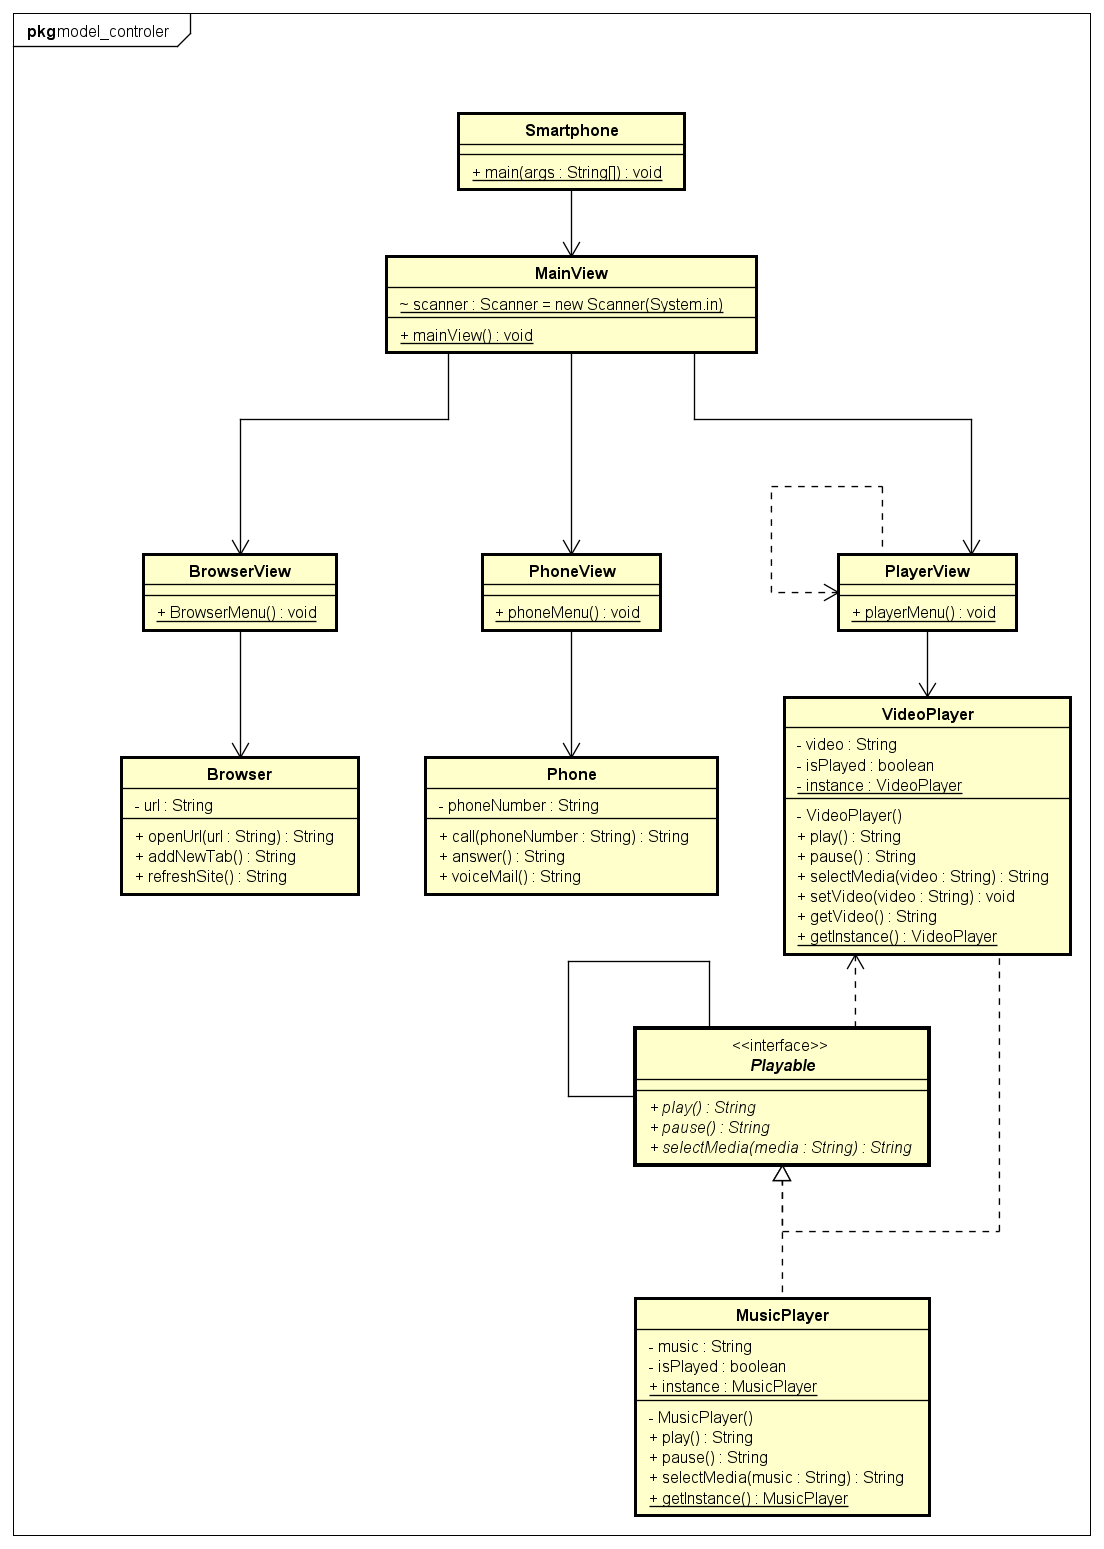 pkg model_controler
Smartphone
+ main(args : String[]) : void
MainView
~ scanner : Scanner = new Scanner(System.in)
+ mainView() : void
BrowserView
+ BrowserMenu() : void
PhoneView
+ phoneMenu() : void
PlayerView
+ playerMenu() : void
Browser
- url : String
+ openUrl(url : String) : String
+ addNewTab() : String
+ refreshSite() : String
Phone
- phoneNumber : String
+ call(phoneNumber : String) : String
+ answer() : String
+ voiceMail() : String
VideoPlayer
- video : String
- isPlayed : boolean
- instance : VideoPlayer
- VideoPlayer()
+ play() : String
+ pause() : String
+ selectMedia(video : String) : String
+ setVideo(video : String) : void
+ getVideo() : String
+ getInstance() : VideoPlayer
<<interface>>
Playable
+ play() : String
+ pause() : String
+ selectMedia(media : String) : String
MusicPlayer
- music : String
- isPlayed : boolean
+ instance : MusicPlayer
- MusicPlayer()
+ play() : String
+ pause() : String
+ selectMedia(music : String) : String
+ getInstance() : MusicPlayer